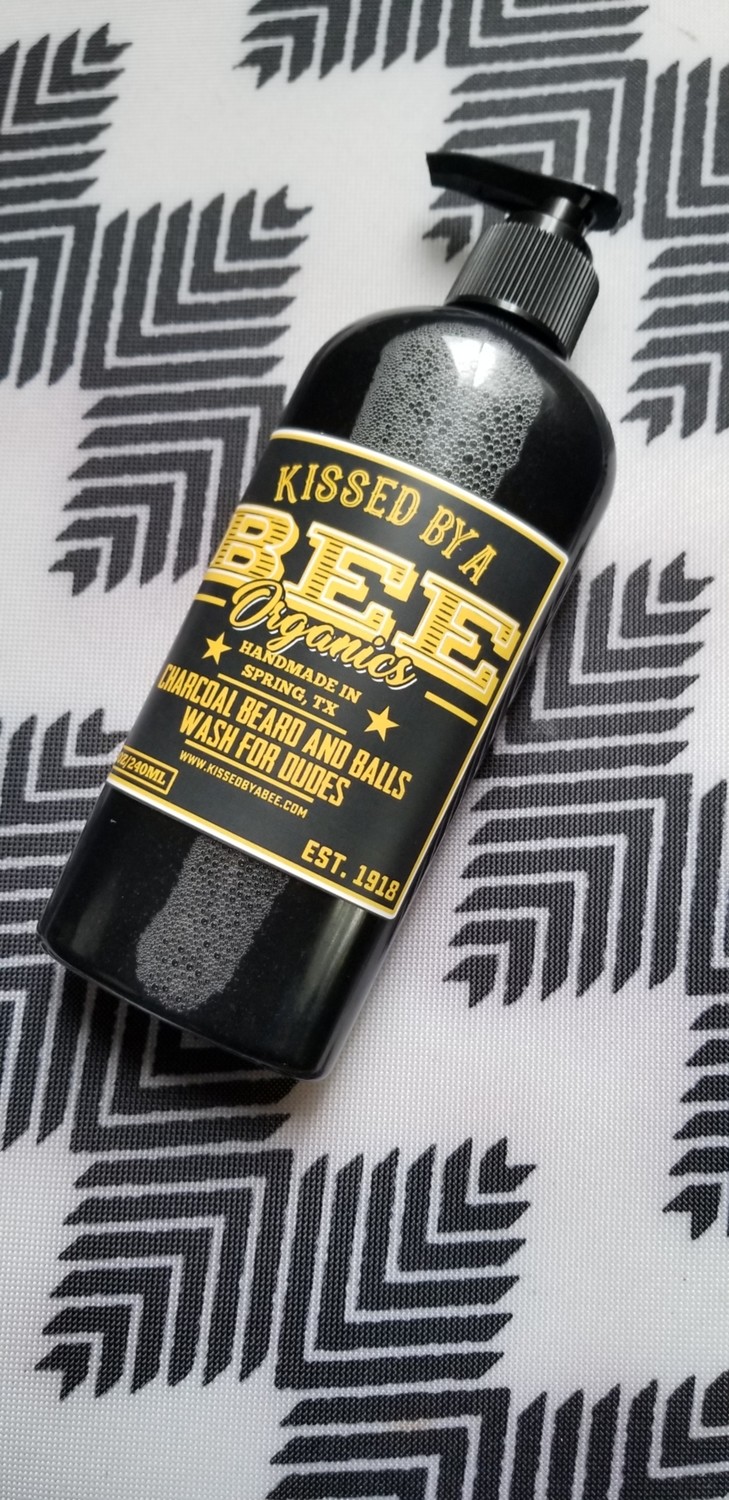 KISSED BY A
BEE
Organics
HANDMADE IN
SPRING, TX
CHARCOAL BEARD AND BALLS
WASH FOR DUDES
WWW.KISSEDBYABEE.COM
/240ML
EST. 1918